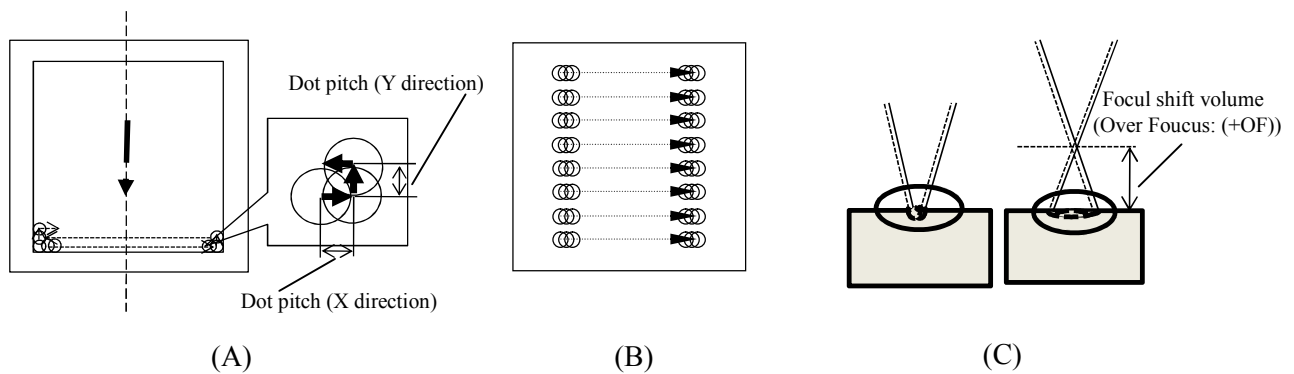 Dot pitch (Y direction)
Dot pitch (X direction)
Focul shift volume
(Over Foucus: (+OF))
(A)
(B)
(C)